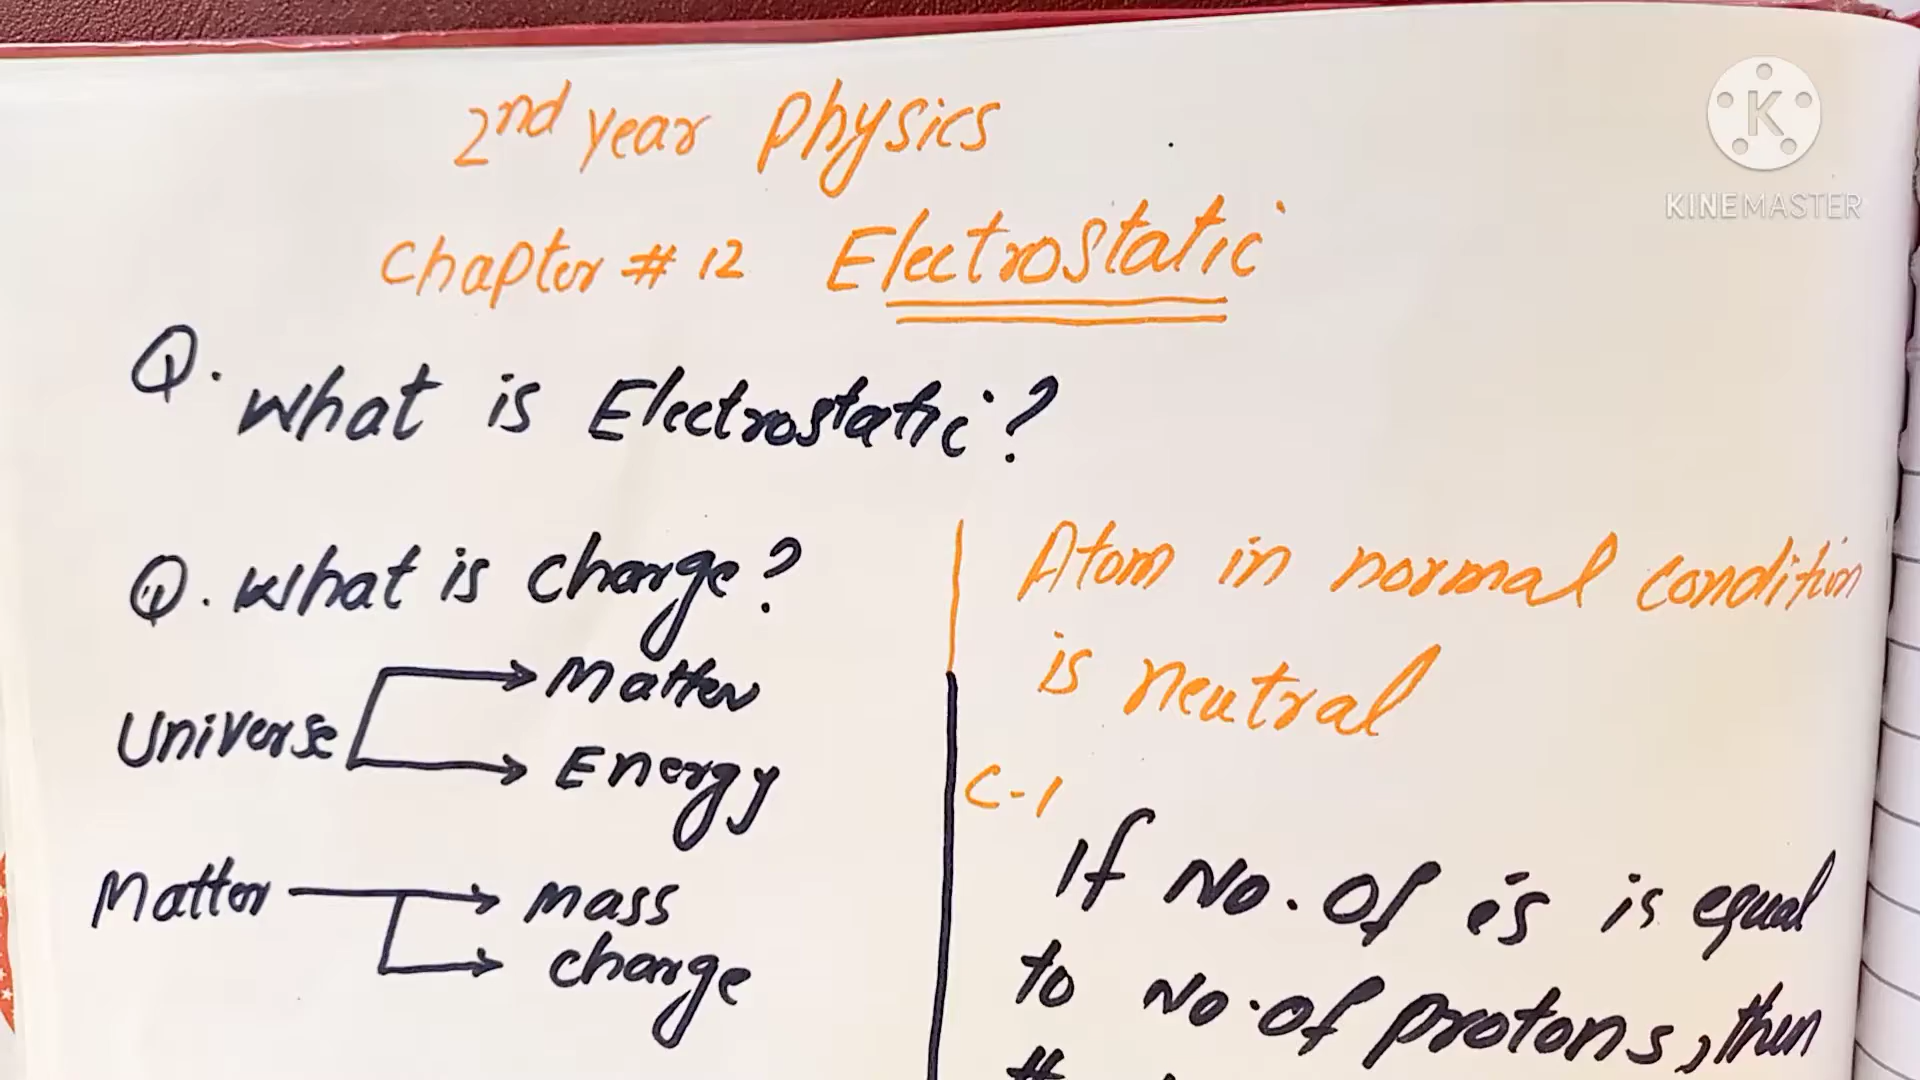 2nd year Physics
Chapter # 12 Electrostatic
Q. What is Electrostatic?
Q. What is charge?
Universe → Matter
→ Energy
Matter → mass
→ charge
Atom in normal condition
is neutral
C-1
If No. of e's is equal
to No. of protons, then
K
KINEMASTER